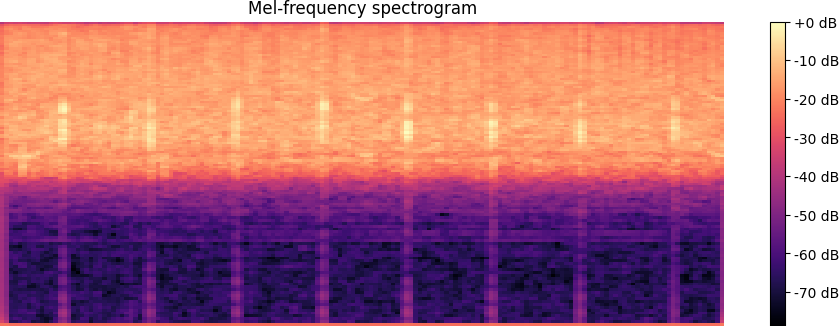 Mel-frequency spectrogram
+0 dB
-10 dB
-20 dB
-30 dB
-40 dB
-50 dB
-60 dB
-70 dB